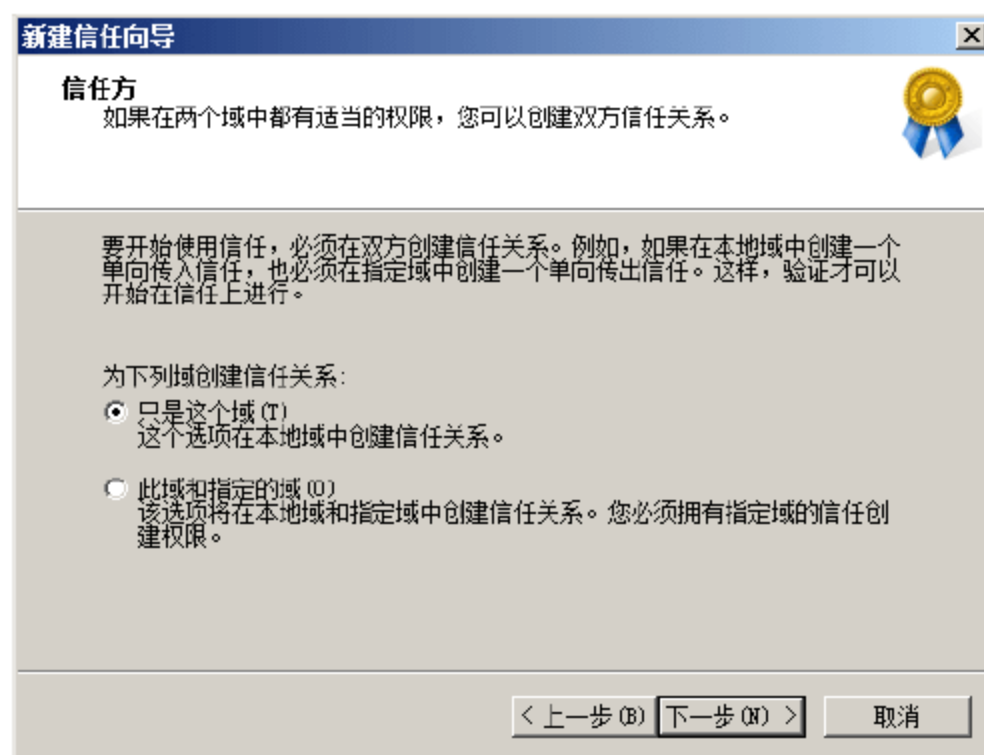 新建信任向导
信任方
如果在两个域中都有适当的权限，您可以创建双方信任关系。
要开始使用信任，必须在双方创建信任关系。例如，如果在本地域中创建一个
单向传入信任，也必须在指定域中创建一个单向传出信任。这样，验证才可以
开始在信任上进行。
为下列域创建信任关系:
只是这个域(T)
这个选项在本地域中创建信任关系。
此域和指定的域(O)
该选项将在本地域和指定域中创建信任关系。您必须拥有指定域的信任创
建权限。
< 上一步(B) 下一步(N) > 取消